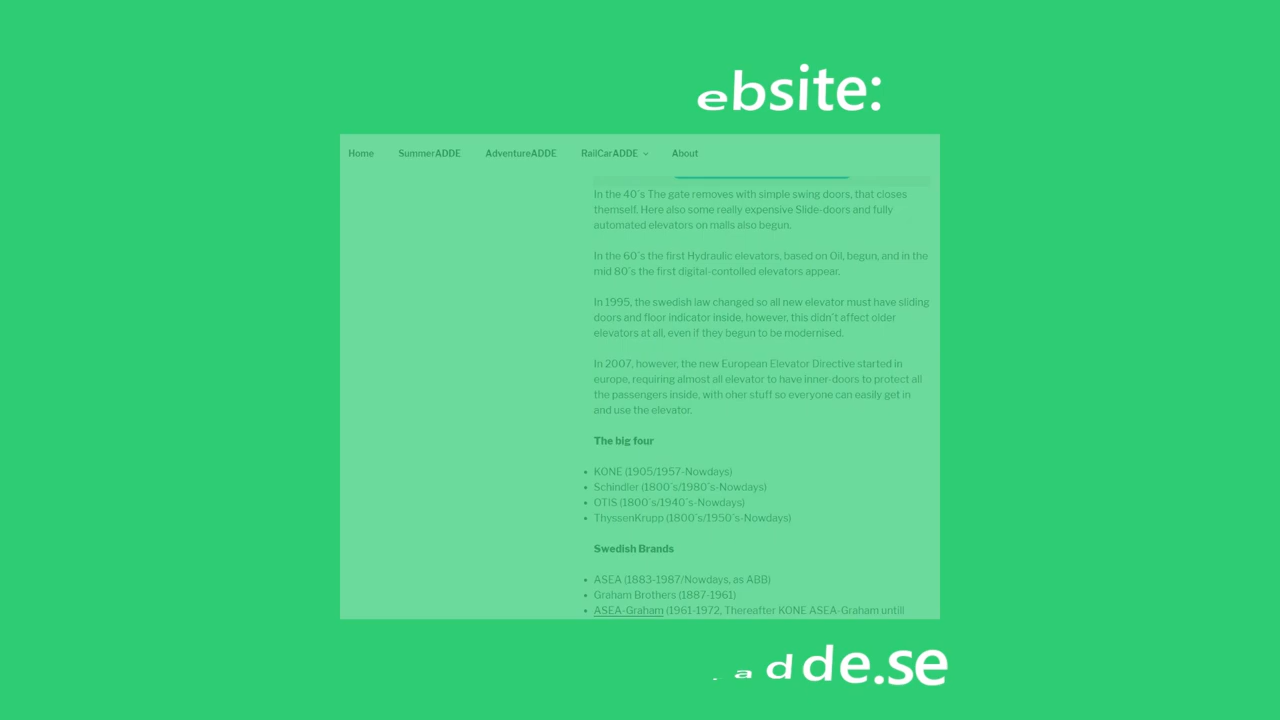 ebsite:
Home SummerADDE AdventureADDE RailCarADDE About
In the 40´s The gate removes with simple swing doors, that closes
themself. Here also some really expensive Slide-doors and fully
automated elevators on malls also begun.
In the 60´s the first Hydraulic elevators, based on Oil, begun, and in the
mid 80´s the first digital-contolled elevators appear.
In 1995, the swedish law changed so all new elevator must have sliding
doors and floor indicator inside, however, this didn´t affect older
elevators at all, even if they begun to be modernised.
In 2007, however, the new European Elevator Directive started in
europe, requiring almost all elevator to have inner-doors to protect all
the passengers inside, with oher stuff so everyone can easily get in
and use the elevator.
The big four
• KONE (1905/1957-Nowdays)
• Schindler (1800´s/1980´s-Nowdays)
• OTIS (1800´s/1940´s-Nowdays)
• ThyssenKrupp (1800´s/1950´s-Nowdays)
Swedish Brands
• ASEA (1883-1987/Nowdays, as ABB)
• Graham Brothers (1887-1961)
• ASEA-Graham (1961-1972, Thereafter KONE ASEA-Graham untill
adde.se